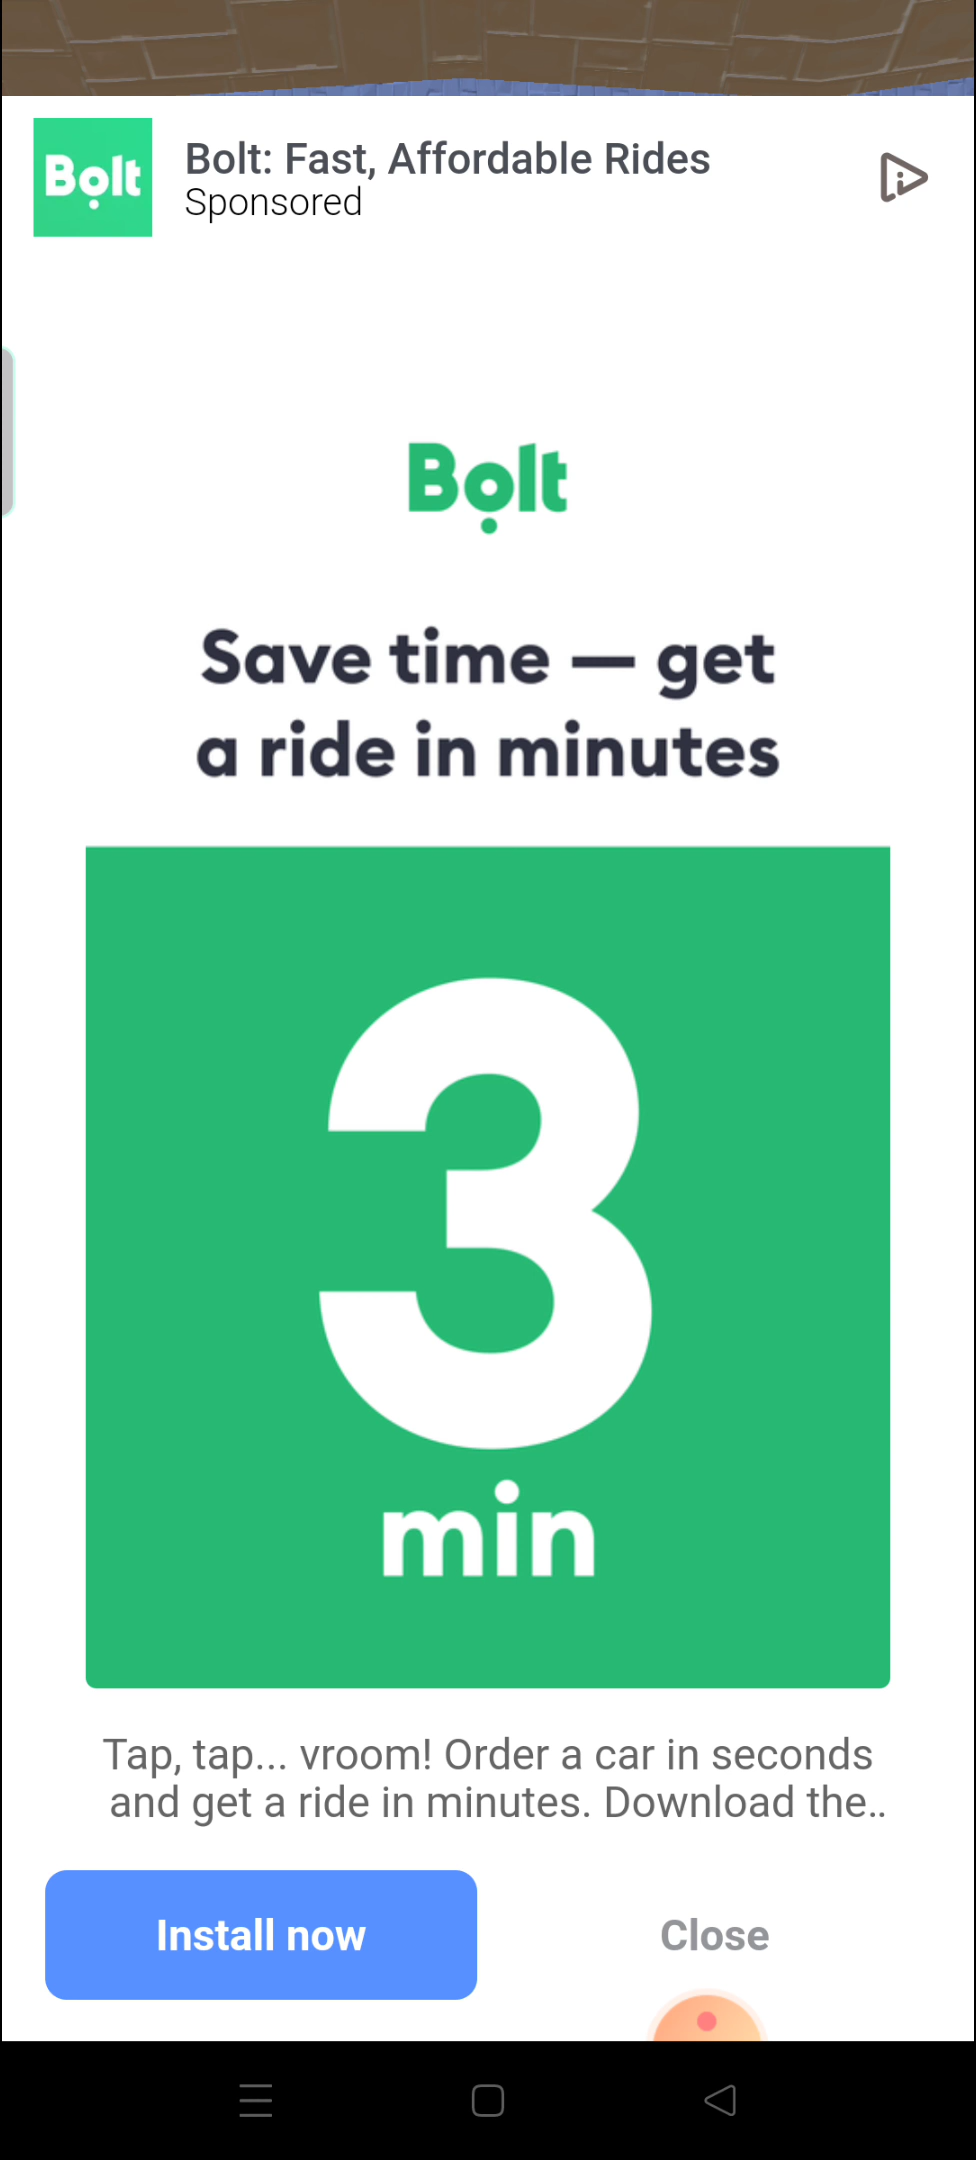 Bolt
Bolt: Fast, Affordable Rides
Sponsored
Bolt
Save time — get
a ride in minutes
3
min
Tap, tap... vroom! Order a car in seconds
and get a ride in minutes. Download the..
Install now
Close